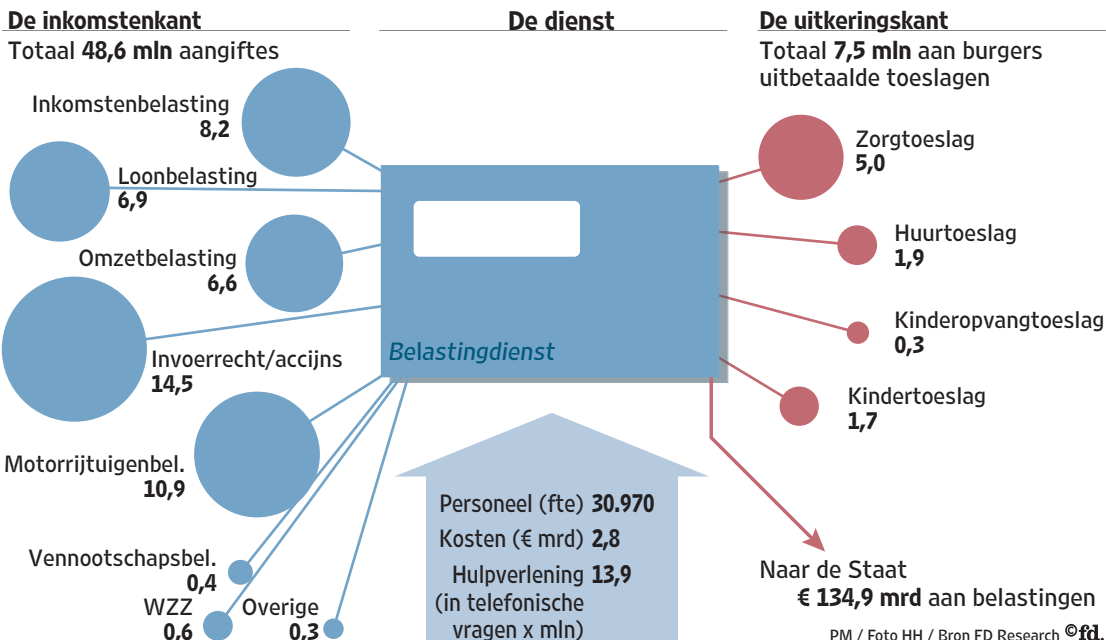 De inkomstenkant
Totaal 48,6 mln aangiftes
Inkomstenbelasting
8,2
Loonbelasting
6,9
Omzetbelasting
6,6
Invoerrecht/accijns
14,5
Motorrijtuigenbel.
10,9
Vennootschapsbel.
0,4
WZZ
0,6
Overige
0,3
De dienst
Belastingdienst
Personeel (fte) 30.970
Kosten (€ mrd) 2,8
Hulpverlening 13,9
(in telefonische
vragen x mln)
De uitkeringskant
Totaal 7,5 mln aan burgers
uitbetaalde toeslagen
Zorgtoeslag
5,0
Huurtoeslag
1,9
Kinderopvangtoeslag
0,3
Kindertoeslag
1,7
Naar de Staat
€ 134,9 mrd aan belastingen
PM / Foto HH / Bron FD Research ©fd.